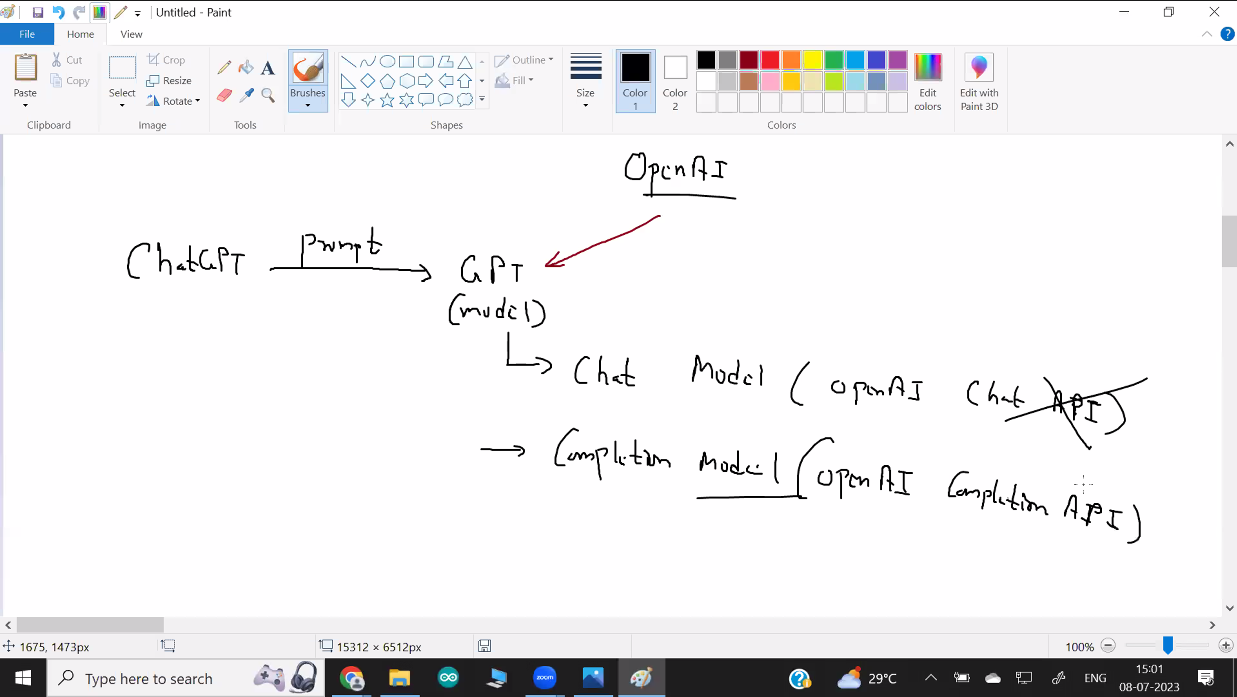 Untitled - Paint
File Home View
Paste
Cut
Copy
Clipboard
Select
Crop
Resize
Rotate
Image
Tools
Brushes
Outline
Fill
Shapes
Size
Color 1
Color 2
Edit colors
Edit with Paint 3D
Colors
OpenAI
ChatGPT prompt GPT
(model)
Chat Model ( OpenAI Chat API)
Completion Model (OpenAI Completion API)
1675, 1473px 15312 × 6512px 100%
Type here to search zoom 29°C ENG 15:01
08-07-2023